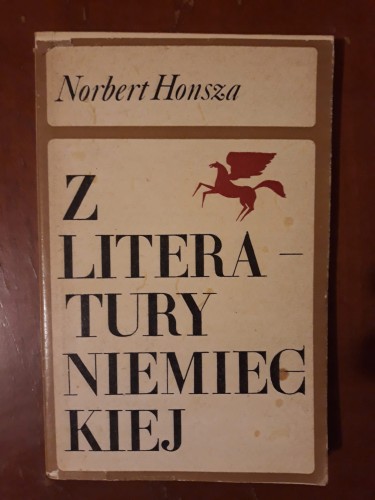 Norbert Honsza
Z
LITERA–
TURY
NIEMIEC
KIEJ